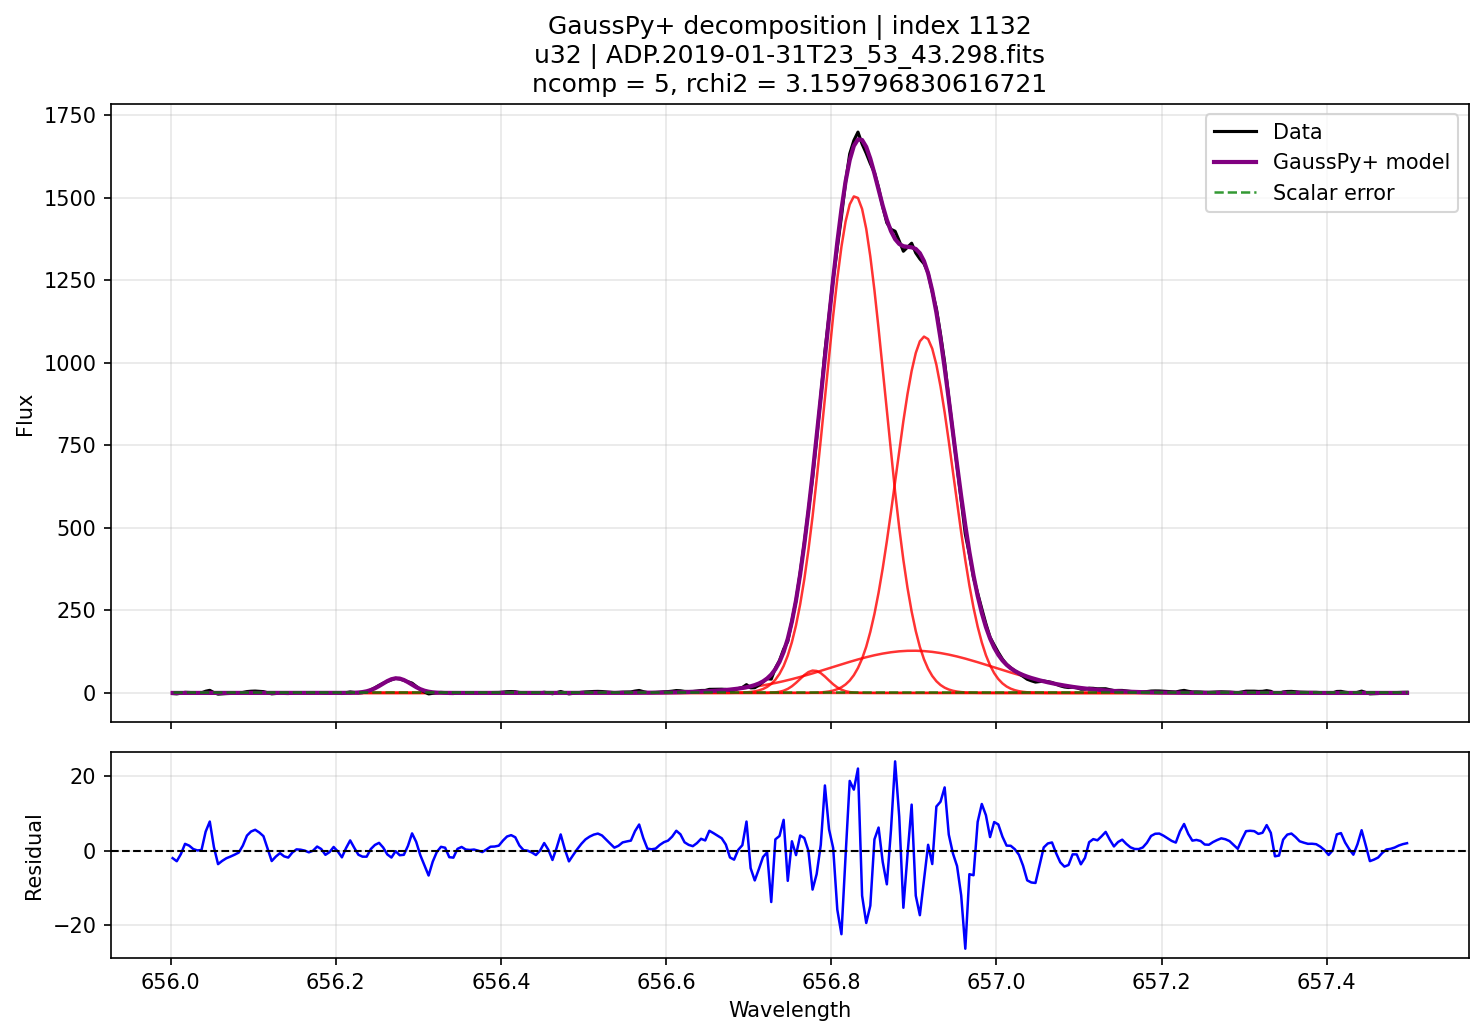 GaussPy+ decomposition | index 1132
u32 | ADP.2019-01-31T23_53_43.298.fits
ncomp = 5, rchi2 = 3.159796830616721
1750
1500
1250
1000
750
500
250
0
Flux
Data
GaussPy+ model
Scalar error
20
0
−20
Residual
656.0
656.2
656.4
656.6
656.8
657.0
657.2
657.4
Wavelength